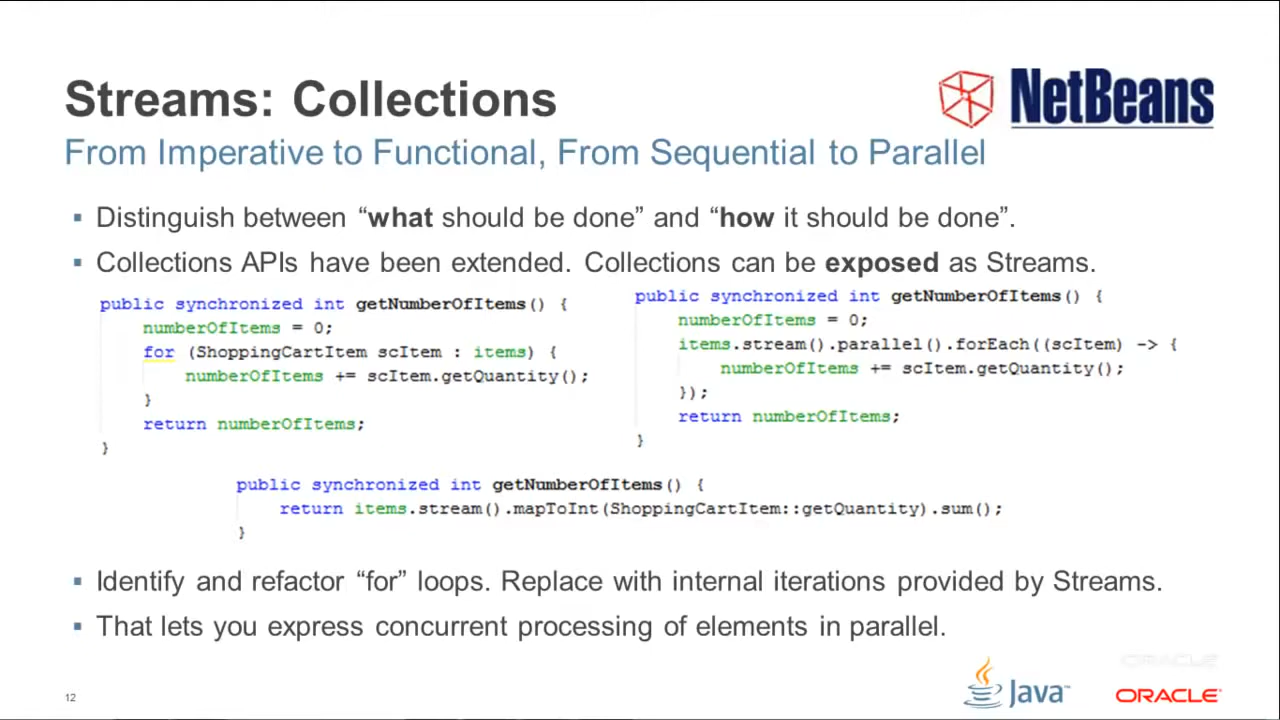 Streams: Collections
NetBeans
From Imperative to Functional, From Sequential to Parallel
▪ Distinguish between “what should be done” and “how it should be done”.
▪ Collections APIs have been extended. Collections can be exposed as Streams.
public synchronized int getNumberOfItems() {
numberOfItems = 0;
for (ShoppingCartItem scItem : items) {
numberOfItems += scItem.getQuantity();
}
return numberOfItems;
}
public synchronized int getNumberOfItems() {
numberOfItems = 0;
items.stream().parallel().forEach((scItem) -> {
numberOfItems += scItem.getQuantity();
});
return numberOfItems;
}
public synchronized int getNumberOfItems() {
return items.stream().mapToInt(ShoppingCartItem::getQuantity).sum();
}
▪ Identify and refactor “for” loops. Replace with internal iterations provided by Streams.
▪ That lets you express concurrent processing of elements in parallel.
ORACLE
12
Java™
ORACLE®